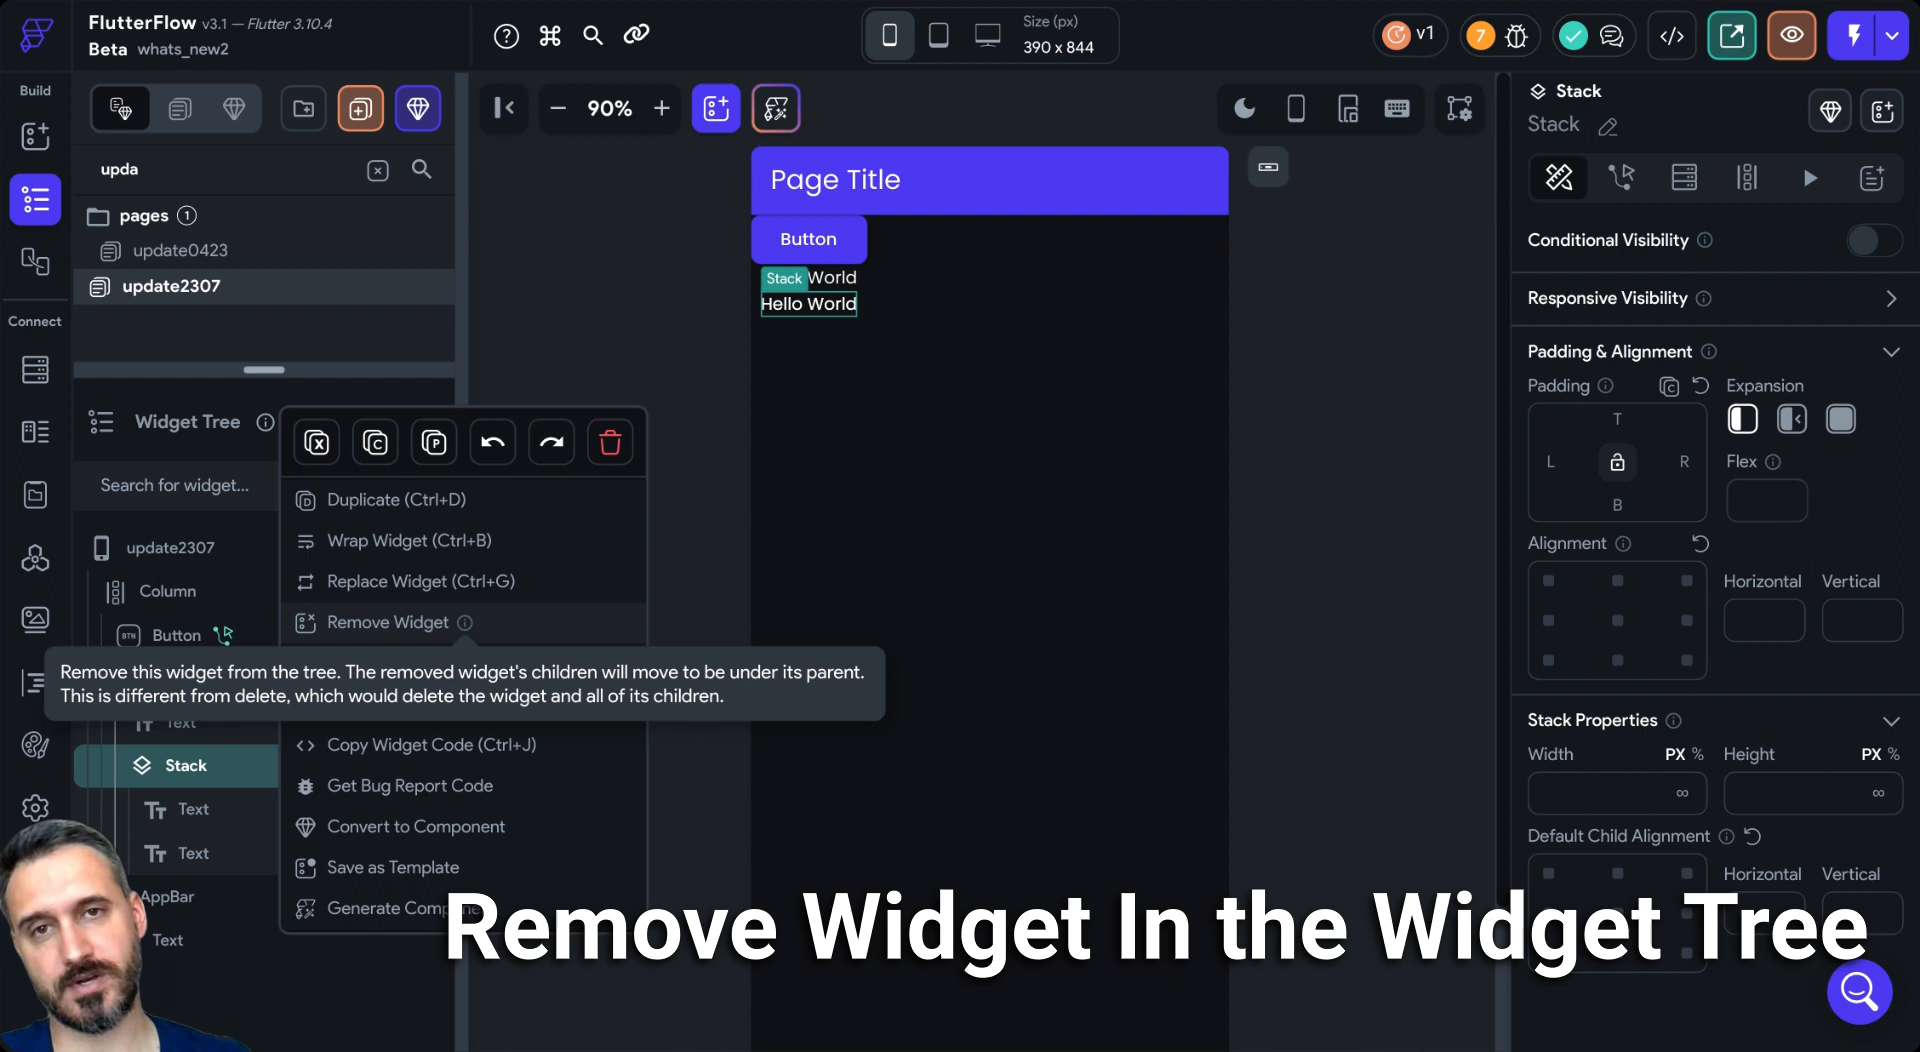 FlutterFlow v3.1 — Flutter 3.10.4
Beta whats_new2
Size (px)
390 x 844
v1
7
Build
90%
Stack
Stack
upda
Page Title
pages 1
update0423
update2307
Button
Stack World
Hello World
Conditional Visibility
Responsive Visibility
Connect
Padding & Alignment
Padding
Expansion
T
L
R
B
Flex
Widget Tree
Search for widget...
Duplicate (Ctrl+D)
Wrap Widget (Ctrl+B)
Replace Widget (Ctrl+G)
Remove Widget
update2307
Column
BTN Button
Remove this widget from the tree. The removed widget's children will move to be under its parent.
This is different from delete, which would delete the widget and all of its children.
Text
Stack
Text
Text
AppBar
Text
Copy Widget Code (Ctrl+J)
Get Bug Report Code
Convert to Component
Save as Template
Generate Compone
Alignment
Horizontal Vertical
Stack Properties
Width PX %
Height PX %
∞
∞
Default Child Alignment
Horizontal Vertical
Remove Widget In the Widget Tree